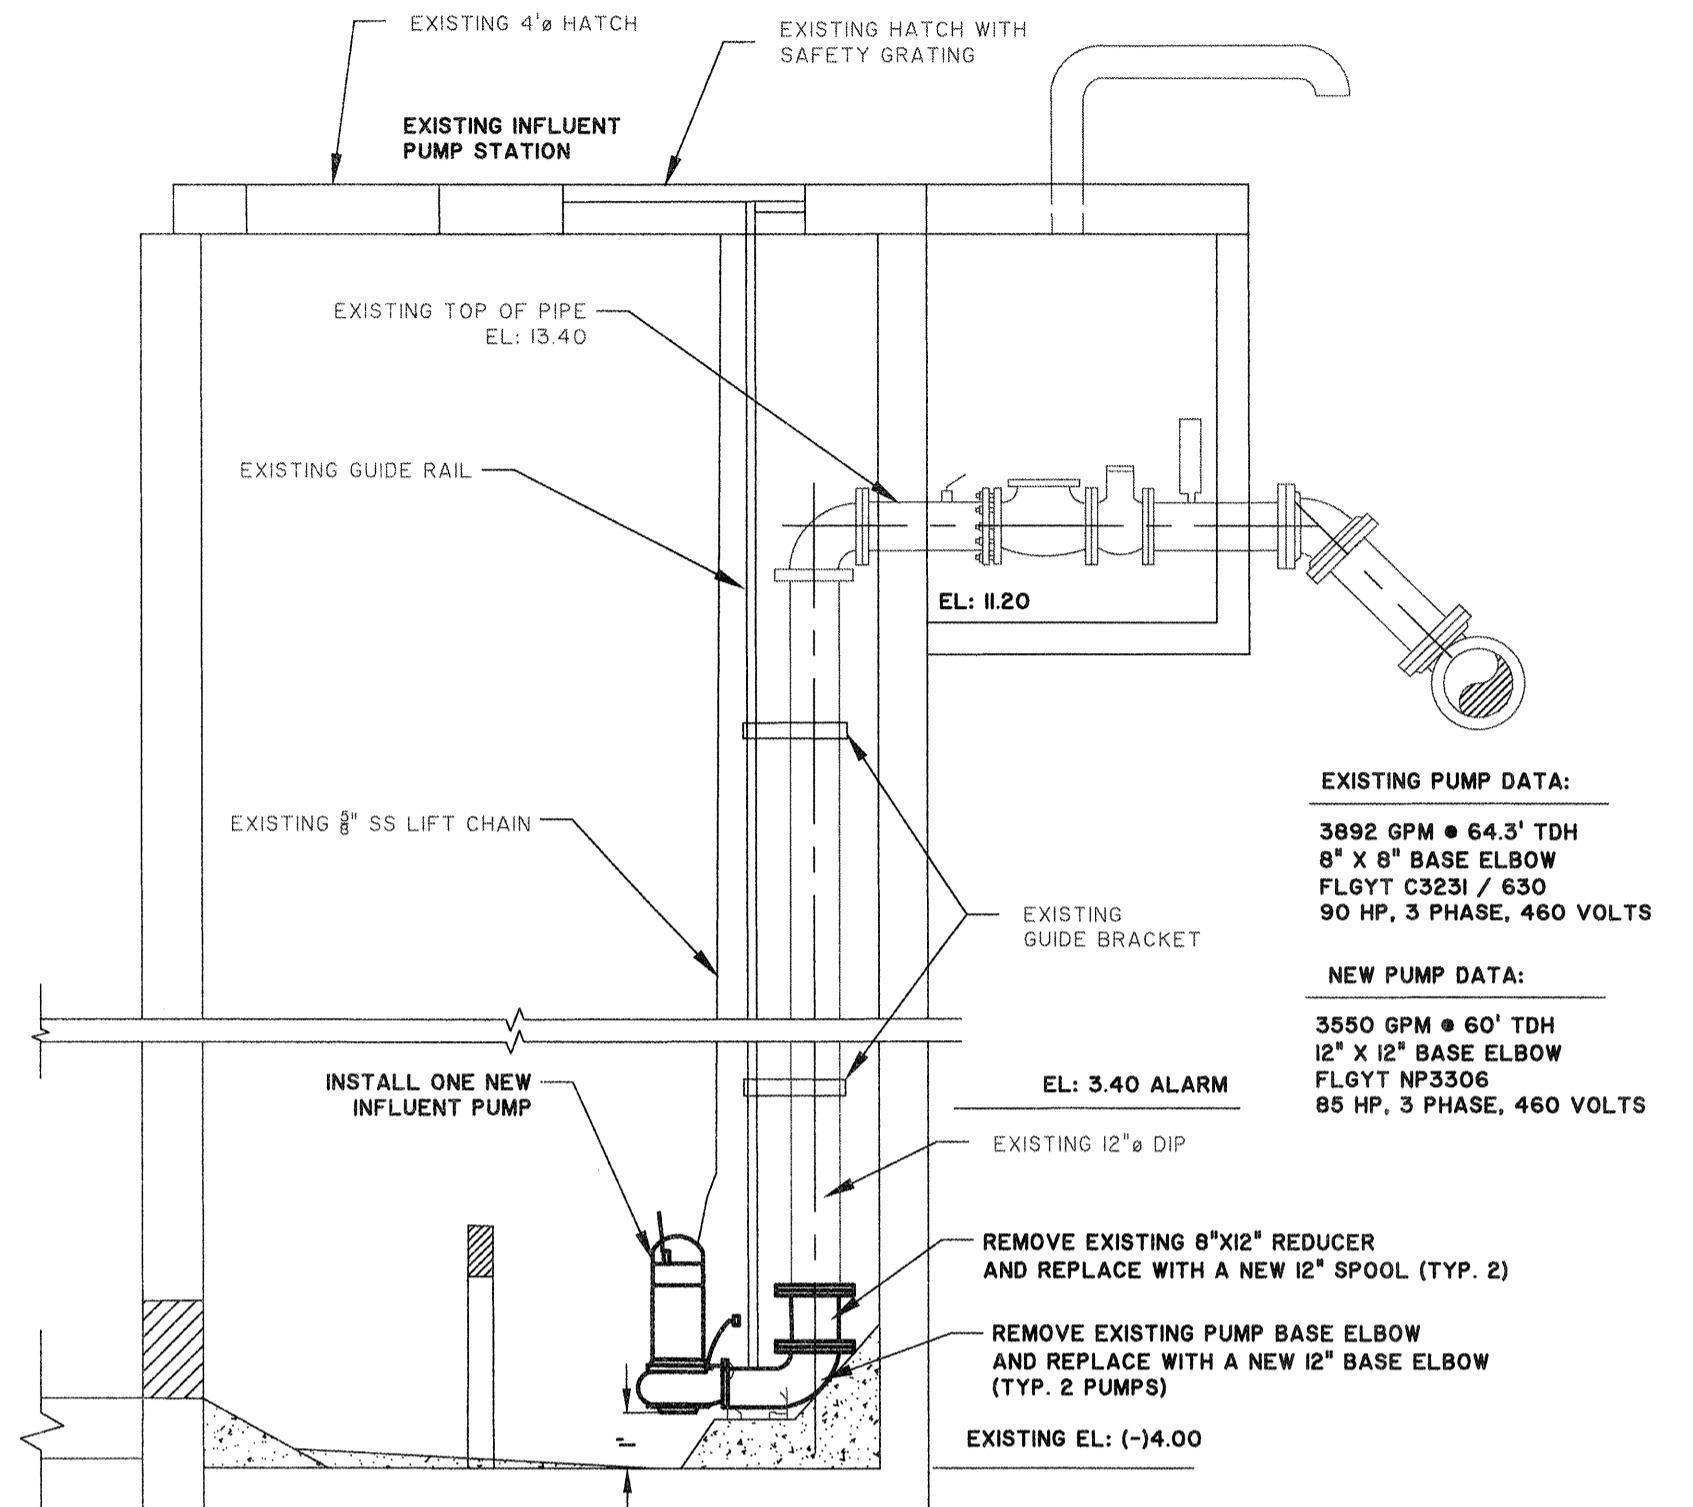 EXISTING 4'ø HATCH
EXISTING HATCH WITH
SAFETY GRATING
EXISTING INFLUENT
PUMP STATION
EXISTING TOP OF PIPE
EL: 13.40
EXISTING GUIDE RAIL
EL: 11.20
EXISTING PUMP DATA:
3892 GPM @ 64.3' TDH
8" X 8" BASE ELBOW
FLGYT C3231 / 630
90 HP, 3 PHASE, 460 VOLTS
EXISTING 5/8" SS LIFT CHAIN
EXISTING
GUIDE BRACKET
NEW PUMP DATA:
3550 GPM @ 60' TDH
12" X 12" BASE ELBOW
FLGYT NP3306
85 HP, 3 PHASE, 460 VOLTS
INSTALL ONE NEW
INFLUENT PUMP
EL: 3.40 ALARM
EXISTING 12"ø DIP
REMOVE EXISTING 8"X12" REDUCER
AND REPLACE WITH A NEW 12" SPOOL (TYP. 2)
REMOVE EXISTING PUMP BASE ELBOW
AND REPLACE WITH A NEW 12" BASE ELBOW
(TYP. 2 PUMPS)
EXISTING EL: (-)4.00